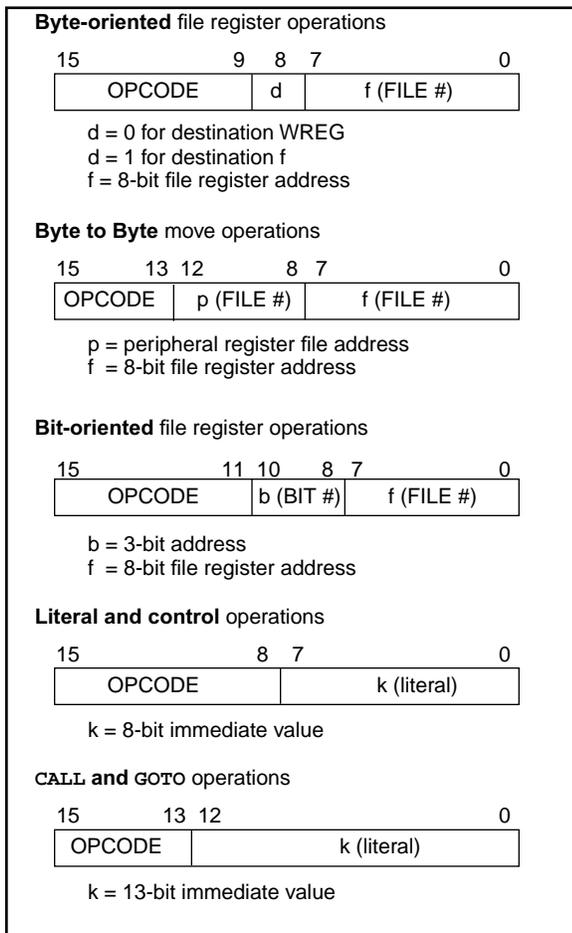 Byte-oriented file register operations
15 9 8 7 0
OPCODE d f (FILE #)
d = 0 for destination WREG
d = 1 for destination f
f = 8-bit file register address
Byte to Byte move operations
15 13 12 8 7 0
OPCODE p (FILE #) f (FILE #)
p = peripheral register file address
f = 8-bit file register address
Bit-oriented file register operations
15 11 10 8 7 0
OPCODE b (BIT #) f (FILE #)
b = 3-bit address
f = 8-bit file register address
Literal and control operations
15 8 7 0
OPCODE k (literal)
k = 8-bit immediate value
CALL and GOTO operations
15 13 12 0
OPCODE k (literal)
k = 13-bit immediate value